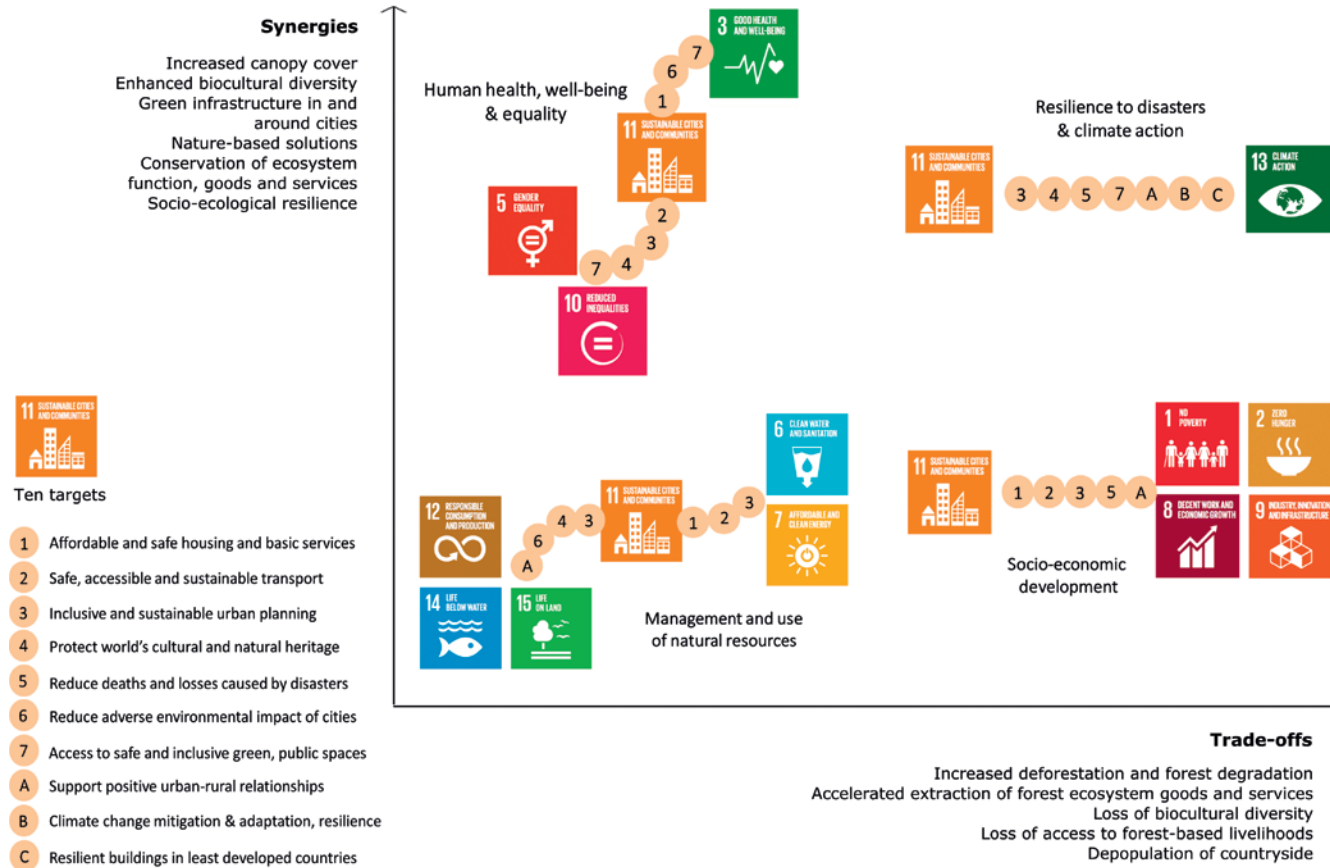 Synergies
Increased canopy cover
Enhanced biocultural diversity
Green infrastructure in and
around cities
Nature-based solutions
Conservation of ecosystem
function, goods and services
Socio-ecological resilience
Human health, well-being
& equality
3 GOOD HEALTH
AND WELL-BEING
7
6
1
11 SUSTAINABLE CITIES
AND COMMUNITIES
2
3
4
7
5 GENDER
EQUALITY
10 REDUCED
INEQUALITIES
Resilience to disasters
& climate action
11 SUSTAINABLE CITIES
AND COMMUNITIES
3 4 5 7 A B C
13 CLIMATE
ACTION
11 SUSTAINABLE CITIES
AND COMMUNITIES
Ten targets
1 Affordable and safe housing and basic services
2 Safe, accessible and sustainable transport
3 Inclusive and sustainable urban planning
4 Protect world's cultural and natural heritage
5 Reduce deaths and losses caused by disasters
6 Reduce adverse environmental impact of cities
7 Access to safe and inclusive green, public spaces
A Support positive urban-rural relationships
B Climate change mitigation & adaptation, resilience
C Resilient buildings in least developed countries
12 RESPONSIBLE
CONSUMPTION
AND PRODUCTION
A
6
4
3
11 SUSTAINABLE CITIES
AND COMMUNITIES
1
2
3
6 CLEAN WATER
AND SANITATION
7 AFFORDABLE AND
CLEAN ENERGY
14 LIFE
BELOW WATER
15 LIFE
ON LAND
Management and use
of natural resources
11 SUSTAINABLE CITIES
AND COMMUNITIES
1 2 3 5 A
1 NO
POVERTY
2 ZERO
HUNGER
8 DECENT WORK AND
ECONOMIC GROWTH
9 INDUSTRY, INNOVATION
AND INFRASTRUCTURE
Socio-economic
development
Trade-offs
Increased deforestation and forest degradation
Accelerated extraction of forest ecosystem goods and services
Loss of biocultural diversity
Loss of access to forest-based livelihoods
Depopulation of countryside